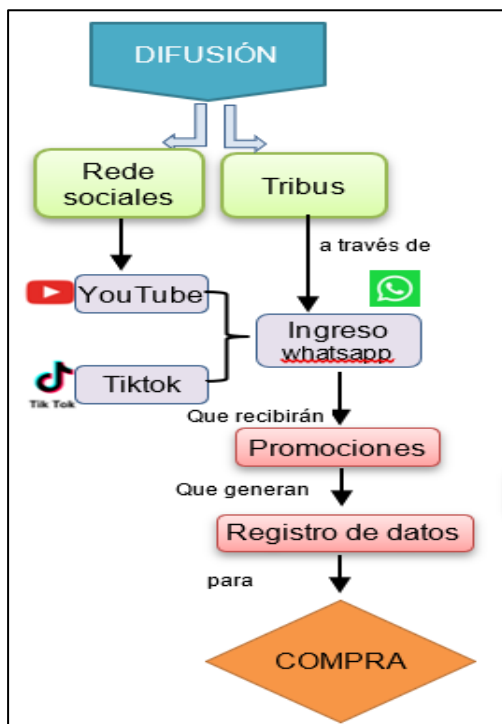 DIFUSIÓN
Rede
sociales
Tribus
a través de
YouTube
Ingreso
whatsapp
Tiktok
Tik Tok
Que recibirán
Promociones
Que generan
Registro de datos
para
COMPRA